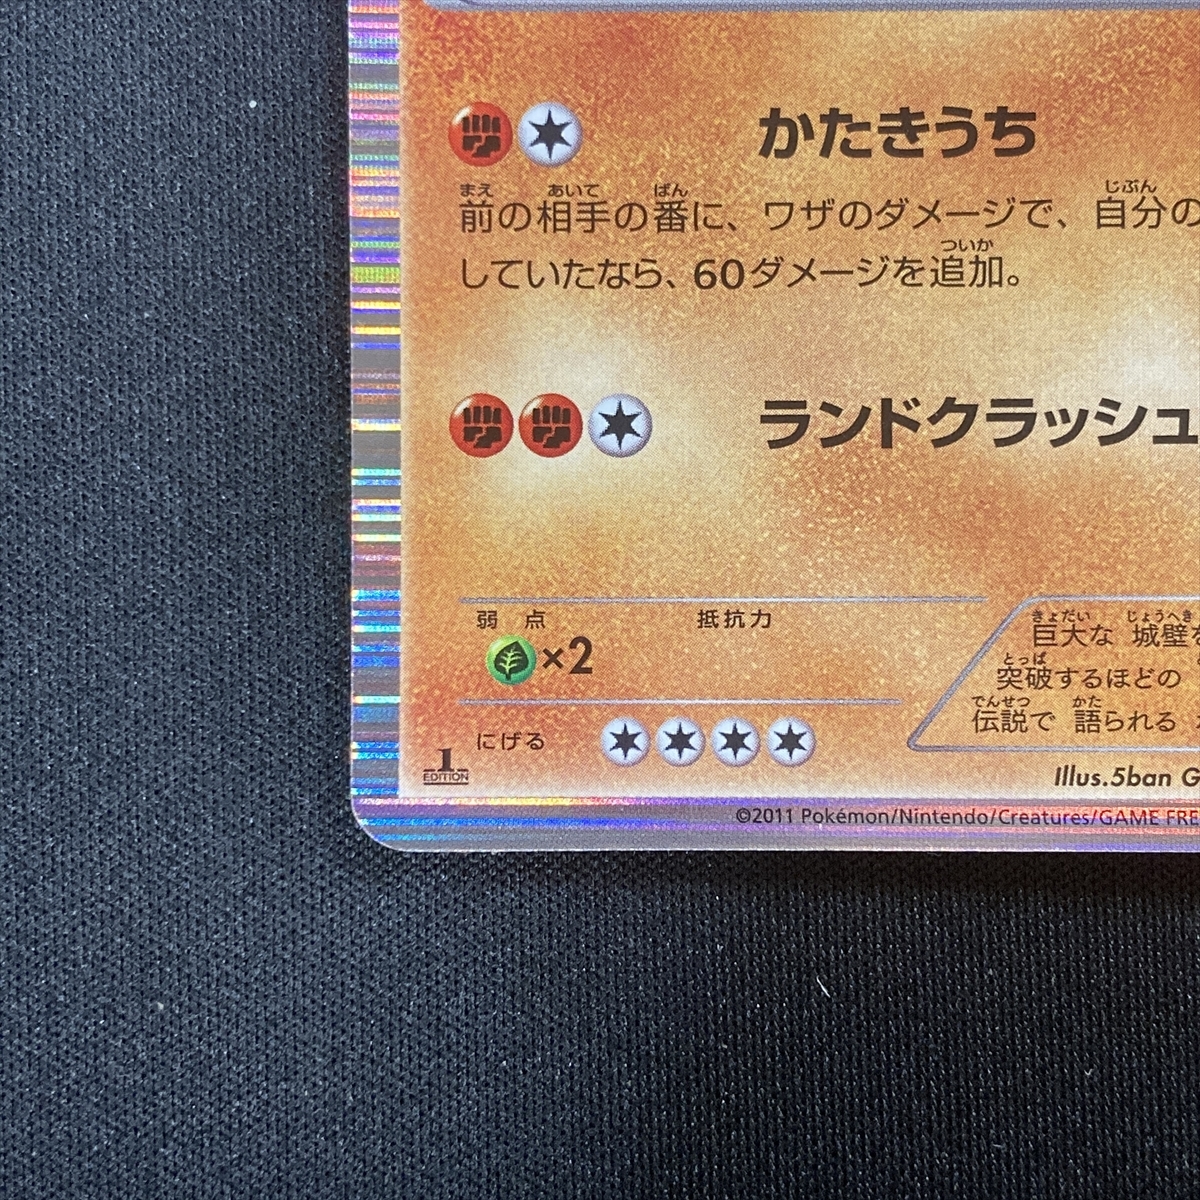 かたきうち
まえ あいて ばん じぶん
前の相手の番に、ワザのダメージで、自分の
ついか
していたなら、60ダメージを追加。
ランドクラッシュ
弱点 抵抗力
×2
きょだい じょうへき
巨大な 城壁を
とっぱ
突破するほどの
でんせつ かた
伝説で 語られる
にげる
1
EDITION
Illus.5ban G
©2011 Pokémon/Nintendo/Creatures/GAME FRE